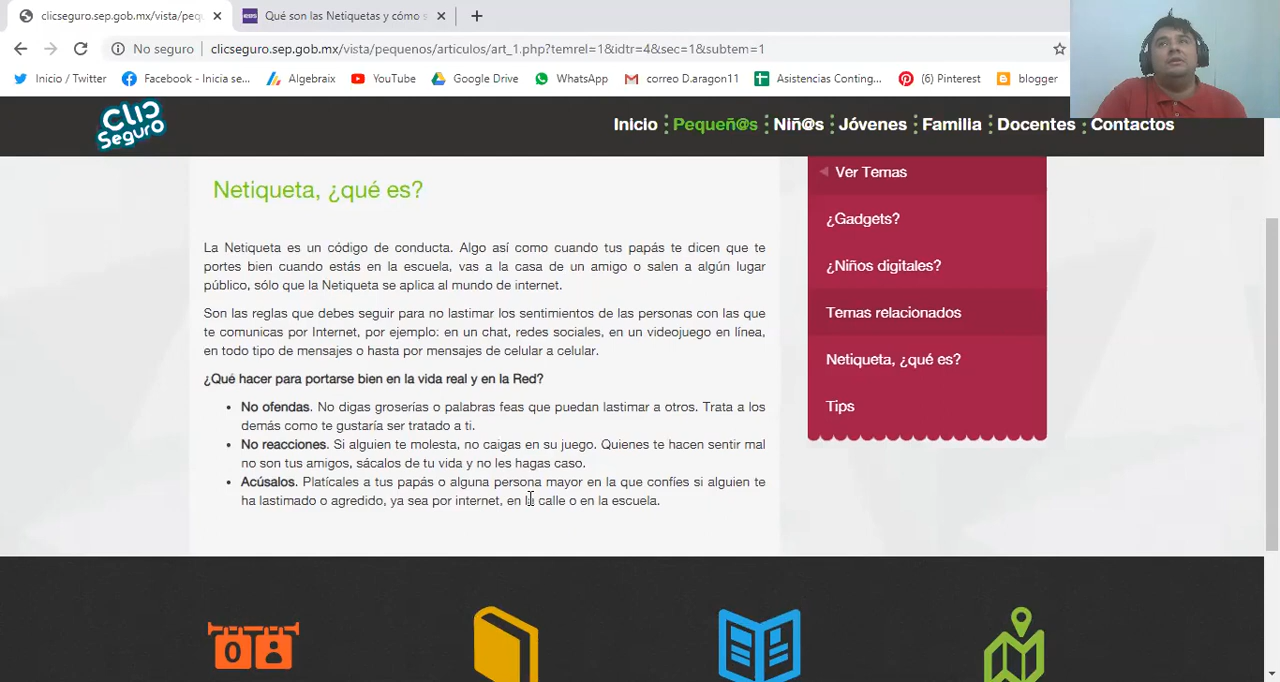 clicseguro.sep.gob.mx/vista/peq
Qué son las Netiquetas y cómo s
No seguro
clicseguro.sep.gob.mx/vista/pequenos/articulos/art_1.php?temrel=1&idtr=4&sec=1&subtem=1
Inicio / Twitter
Facebook - Inicia se...
Algebraix
YouTube
Google Drive
WhatsApp
correo D.aragon11
Asistencias Conting...
(6) Pinterest
blogger
Clic Seguro
Inicio
Pequeñ@s
Niñ@s
Jóvenes
Familia
Docentes
Contactos
Netiqueta, ¿qué es?
La Netiqueta es un código de conducta. Algo así como cuando tus papás te dicen que te
portes bien cuando estás en la escuela, vas a la casa de un amigo o salen a algún lugar
público, sólo que la Netiqueta se aplica al mundo de internet.
Son las reglas que debes seguir para no lastimar los sentimientos de las personas con las que
te comunicas por Internet, por ejemplo: en un chat, redes sociales, en un videojuego en línea,
en todo tipo de mensajes o hasta por mensajes de celular a celular.
¿Qué hacer para portarse bien en la vida real y en la Red?
• No ofendas. No digas groserías o palabras feas que puedan lastimar a otros. Trata a los
demás como te gustaría ser tratado a ti.
• No reacciones. Si alguien te molesta, no caigas en su juego. Quienes te hacen sentir mal
no son tus amigos, sácalos de tu vida y no les hagas caso.
• Acúsalos. Platícales a tus papás o alguna persona mayor en la que confíes si alguien te
ha lastimado o agredido, ya sea por internet, en la calle o en la escuela.
Ver Temas
¿Gadgets?
¿Niños digitales?
Temas relacionados
Netiqueta, ¿qué es?
Tips
0